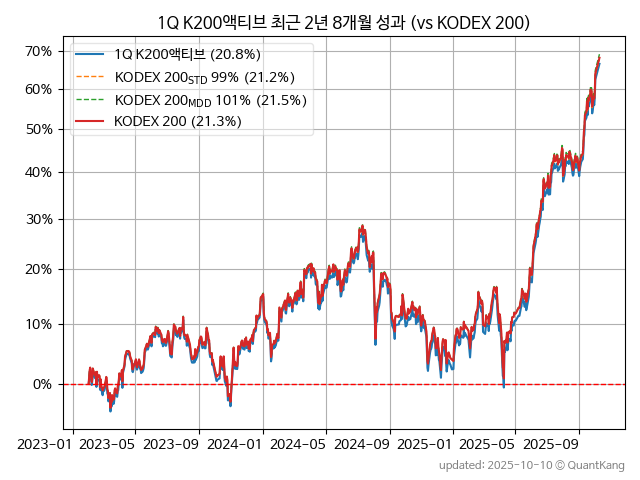 1Q K200액티브 최근 2년 8개월 성과 (vs KODEX 200)
1Q K200액티브 (20.8%)
KODEX 200STD 99% (21.2%)
KODEX 200MDD 101% (21.5%)
KODEX 200 (21.3%)
70%
60%
50%
40%
30%
20%
10%
0%
2023-01 2023-05 2023-09 2024-01 2024-05 2024-09 2025-01 2025-05 2025-09
updated: 2025-10-10 © QuantKang